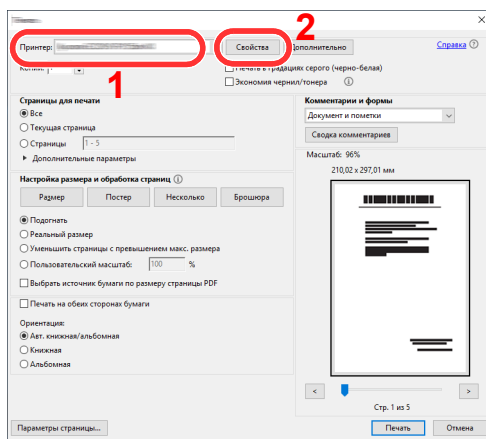 2
Принтер: Свойства Дополнительно Справка
1
Копии: Печать в градациях серого (черно-белая)
Экономия чернил/тонера
Страницы для печати
Все
Текущая страница
Страницы 1 - 5
Дополнительные параметры
Настройка размера и обработка страниц
Размер Постер Несколько Брошюра
Подогнать
Реальный размер
Уменьшить страницы с превышением макс. размера
Пользовательский масштаб: 100 %
Выбрать источник бумаги по размеру страницы PDF
Печать на обеих сторонах бумаги
Ориентация:
Авт. книжная/альбомная
Книжная
Альбомная
Комментарии и формы
Документ и пометки
Сводка комментариев
Масштаб: 96%
210,02 x 297,01 мм
< >
Стр. 1 из 5
Параметры страницы... Печать Отмена